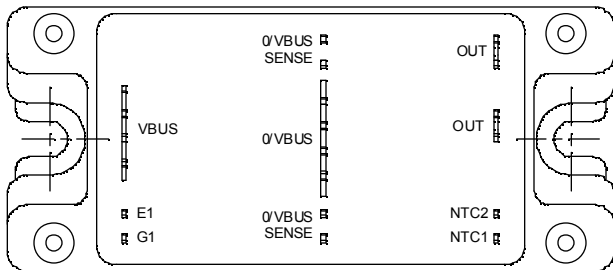 0/VBUS
SENSE
OUT
VBUS
0/VBUS
OUT
E1
G1
0/VBUS
SENSE
NTC2
NTC1